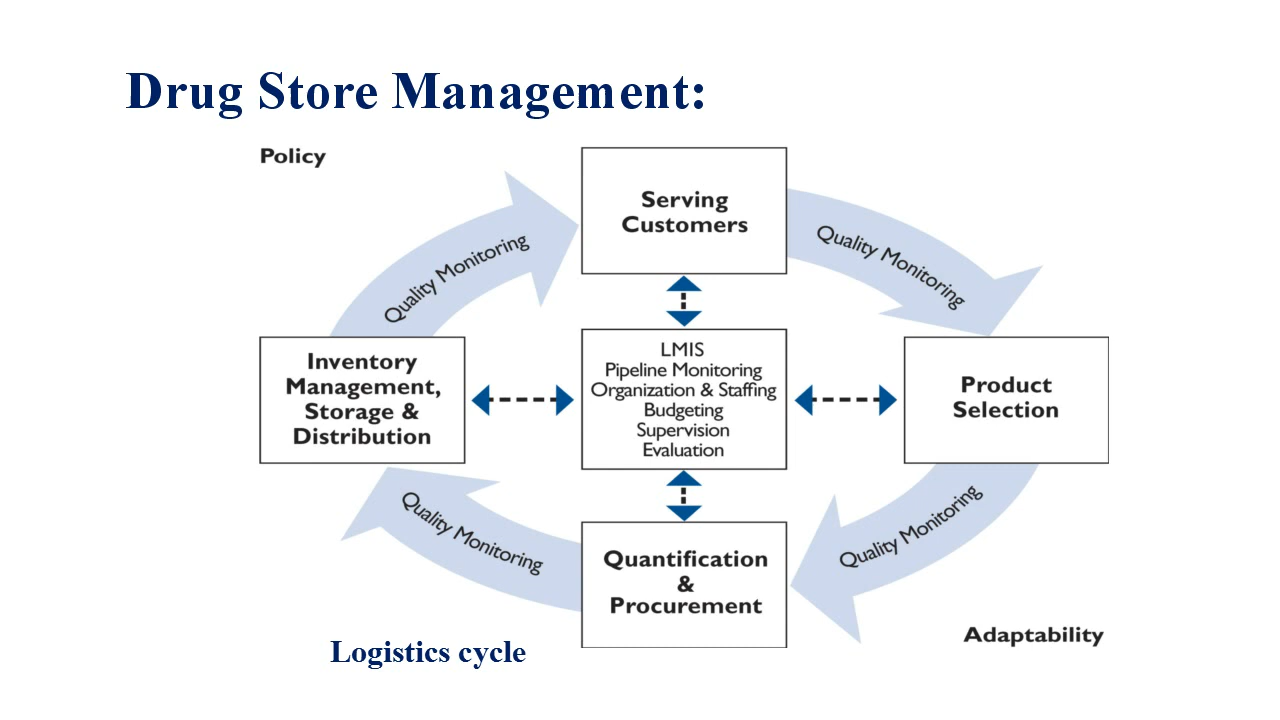 Drug Store Management:
Policy
Serving
Customers
Quality Monitoring
Quality Monitoring
Inventory
Management,
Storage &
Distribution
LMIS
Pipeline Monitoring
Organization & Staffing
Budgeting
Supervision
Evaluation
Product
Selection
Quality Monitoring
Quality Monitoring
Quantification
&
Procurement
Adaptability
Logistics cycle